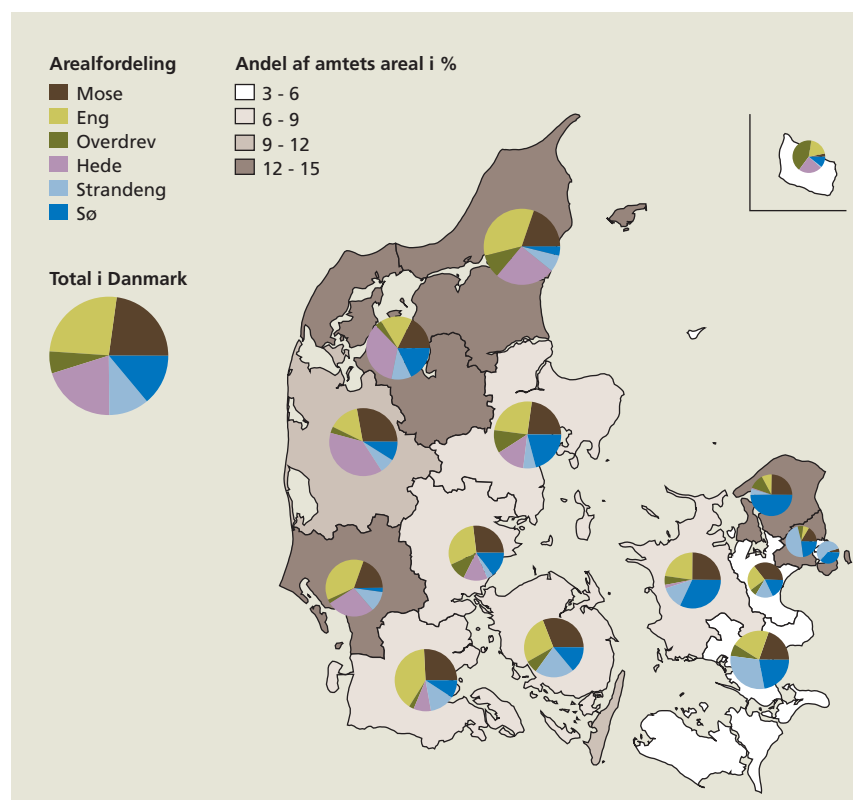 Arealfordeling
Mose
Eng
Overdrev
Hede
Strandeng
Sø
Andel af amtets areal i %
3 - 6
6 - 9
9 - 12
12 - 15
Total i Danmark